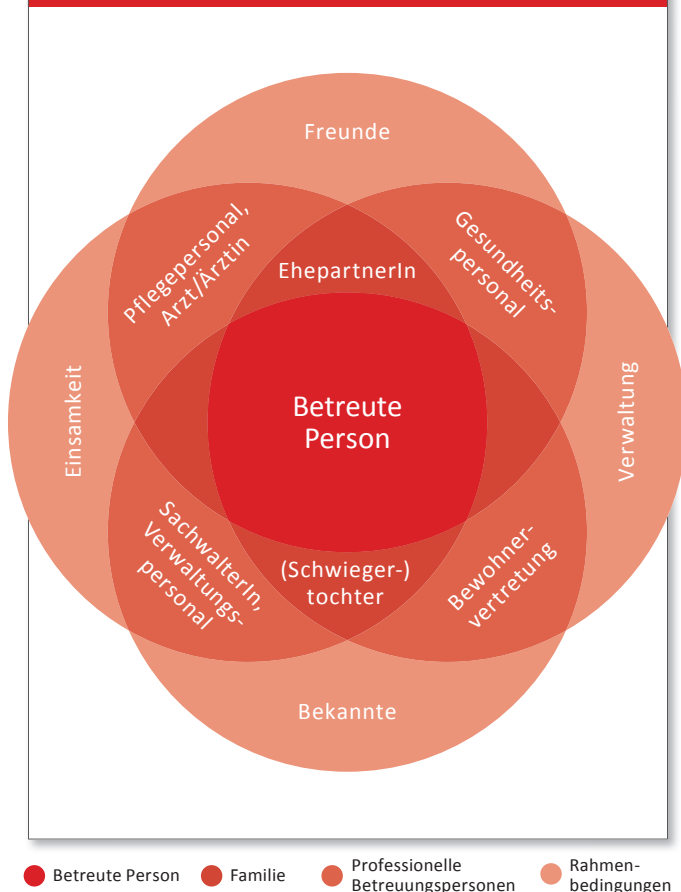 Freunde
Pflegepersonal,
Arzt/Ärztin
Gesundheits-
personal
EhepartnerIn
Einsamkeit
Betreute
Person
Verwaltung
SachwalterIn,
Verwaltungs-
personal
(Schwieger-)
tochter
Bewohner-
vertretung
Bekannte
Betreute Person
Familie
Professionelle
Betreuungspersonen
Rahmen-
bedingungen